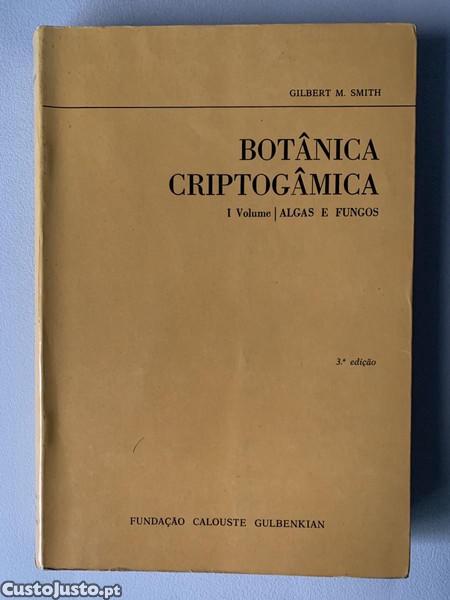 GILBERT M. SMITH
BOTÂNICA
CRIPTOGÂMICA
I Volume | ALGAS E FUNGOS
3.ª edição
FUNDAÇÃO CALOUSTE GULBENKIAN
CustoJusto.pt